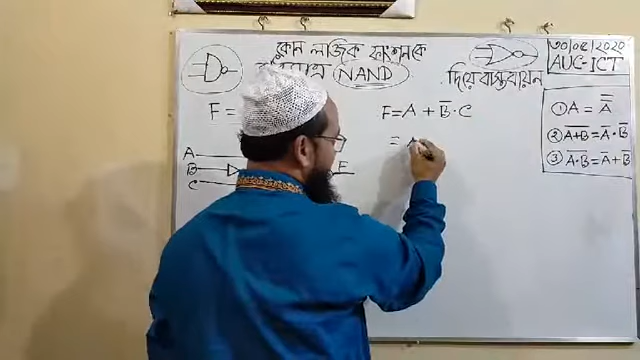 কোন লজিক ফাংশনকে
NAND
দিয়ে বাস্তবায়ন
30/08/2020
AUC-ICT
F=
F=A + B̅·C
=
A
B
C
F
① A = A̿
② A̅+̅B̅ = A̅·B̅
③ A̅·̅B̅ = A̅+B̅